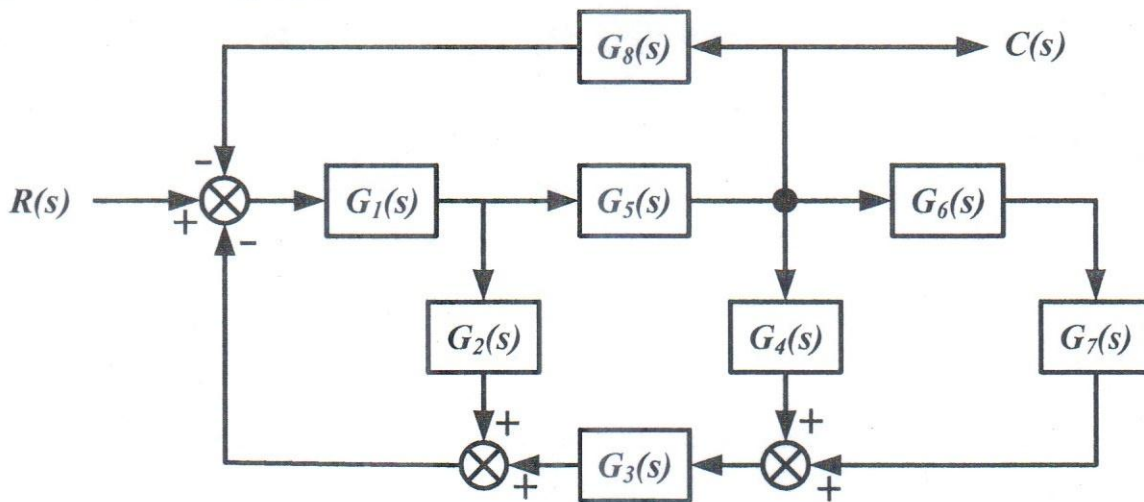 G₈(s) C(s)
R(s) + - - G₁(s) G₅(s) G₆(s)
G₂(s) G₄(s) G₇(s)
+ +
+ G₃(s) +